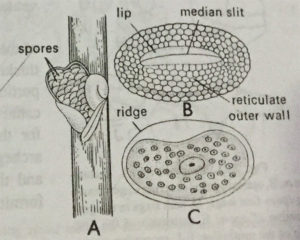 lip
median slit
spores
reticulate
outer wall
B
ridge
A
C